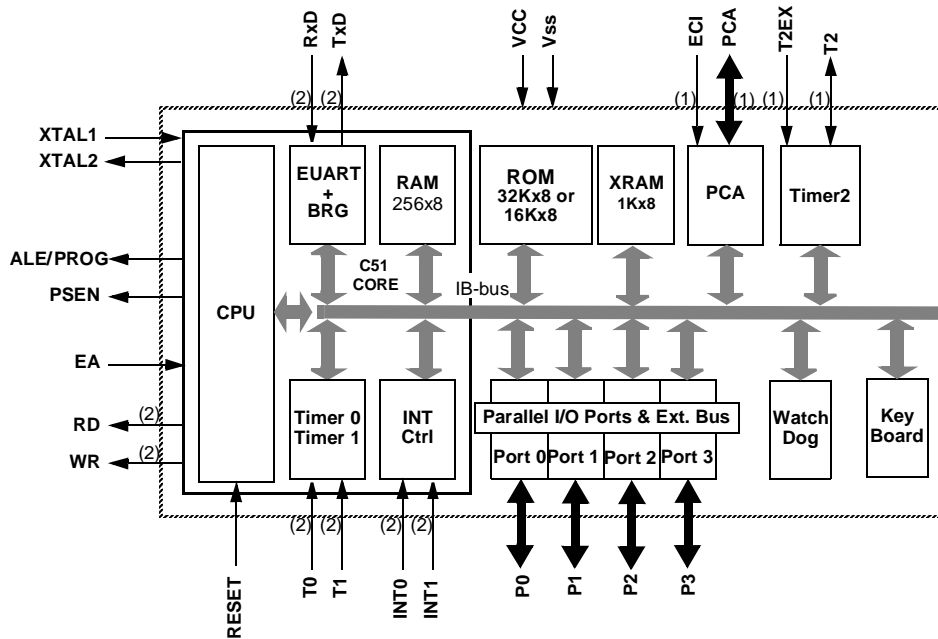 RxD
TxD
VCC
Vss
ECI
PCA
T2EX
T2
(2) (2)
(1) (1) (1) (1)
XTAL1
XTAL2
ALE/PROG
PSEN
EA
RD
(2)
WR
(2)
CPU
EUART
+
BRG
RAM
256x8
C51
CORE
ROM
32Kx8 or
16Kx8
XRAM
1Kx8
PCA
Timer2
IB-bus
Timer 0
Timer 1
INT
Ctrl
Parallel I/O Ports & Ext. Bus
Port 0 Port 1 Port 2 Port 3
Watch
Dog
Key
Board
(2) (2) (2) (2)
RESET
T0
T1
INT0
INT1
P0
P1
P2
P3